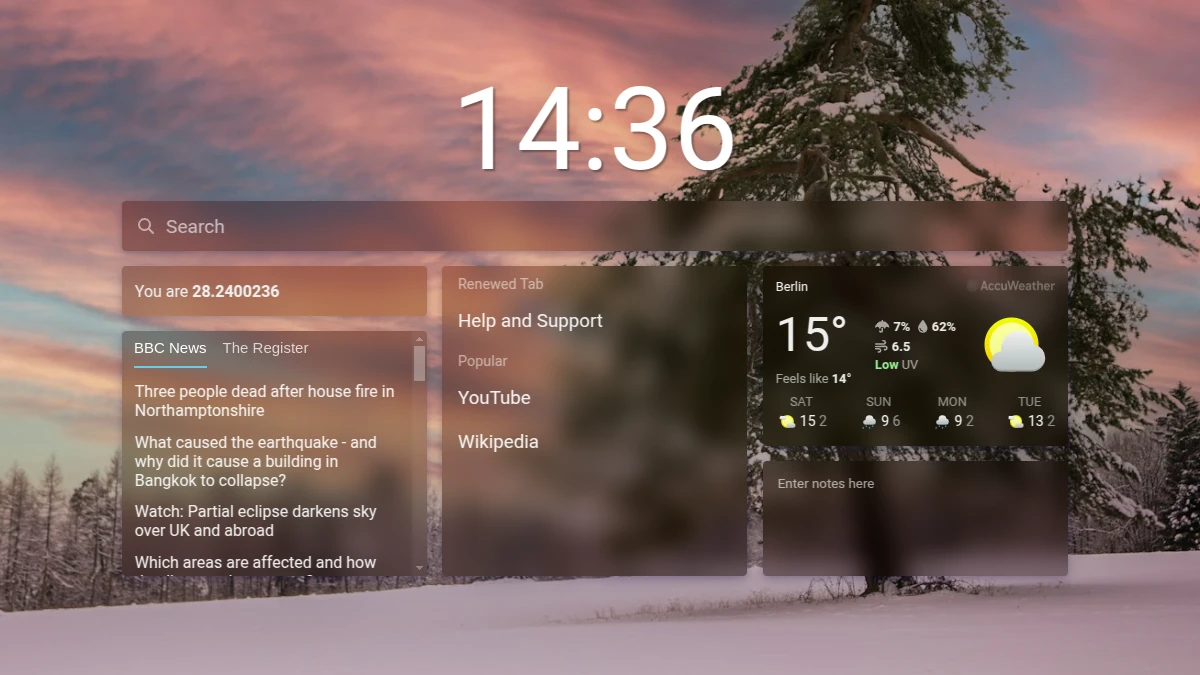 14:36
Search
You are 28.2400236
BBC News The Register
Three people dead after house fire in
Northamptonshire
What caused the earthquake - and
why did it cause a building in
Bangkok to collapse?
Watch: Partial eclipse darkens sky
over UK and abroad
Which areas are affected and how
Renewed Tab
Help and Support
Popular
YouTube
Wikipedia
Berlin AccuWeather
15°
7% 62%
6.5
Low UV
Feels like 14°
SAT SUN MON TUE
15 2 9 6 9 2 13 2
Enter notes here